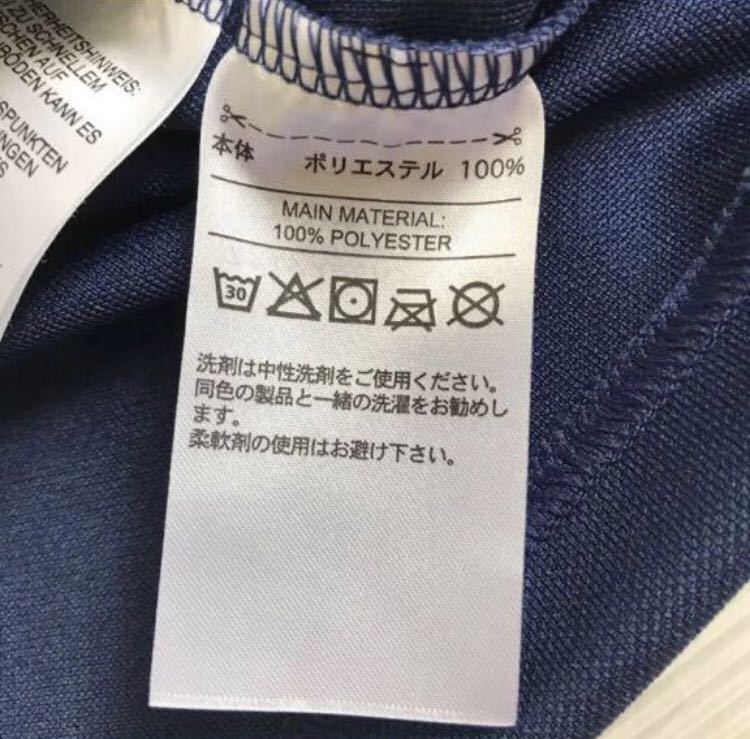 CHERHEITSHINWEIS:
ZU SCHNELLEM
SCHEN AUF
BÖDEN KANN ES
SPUNKTEN
NGEN
本体 ポリエステル 100%
MAIN MATERIAL:
100% POLYESTER
30
洗剤は中性洗剤をご使用ください。
同色の製品と一緒の洗濯をお勧めし
ます。
柔軟剤の使用はお避け下さい。